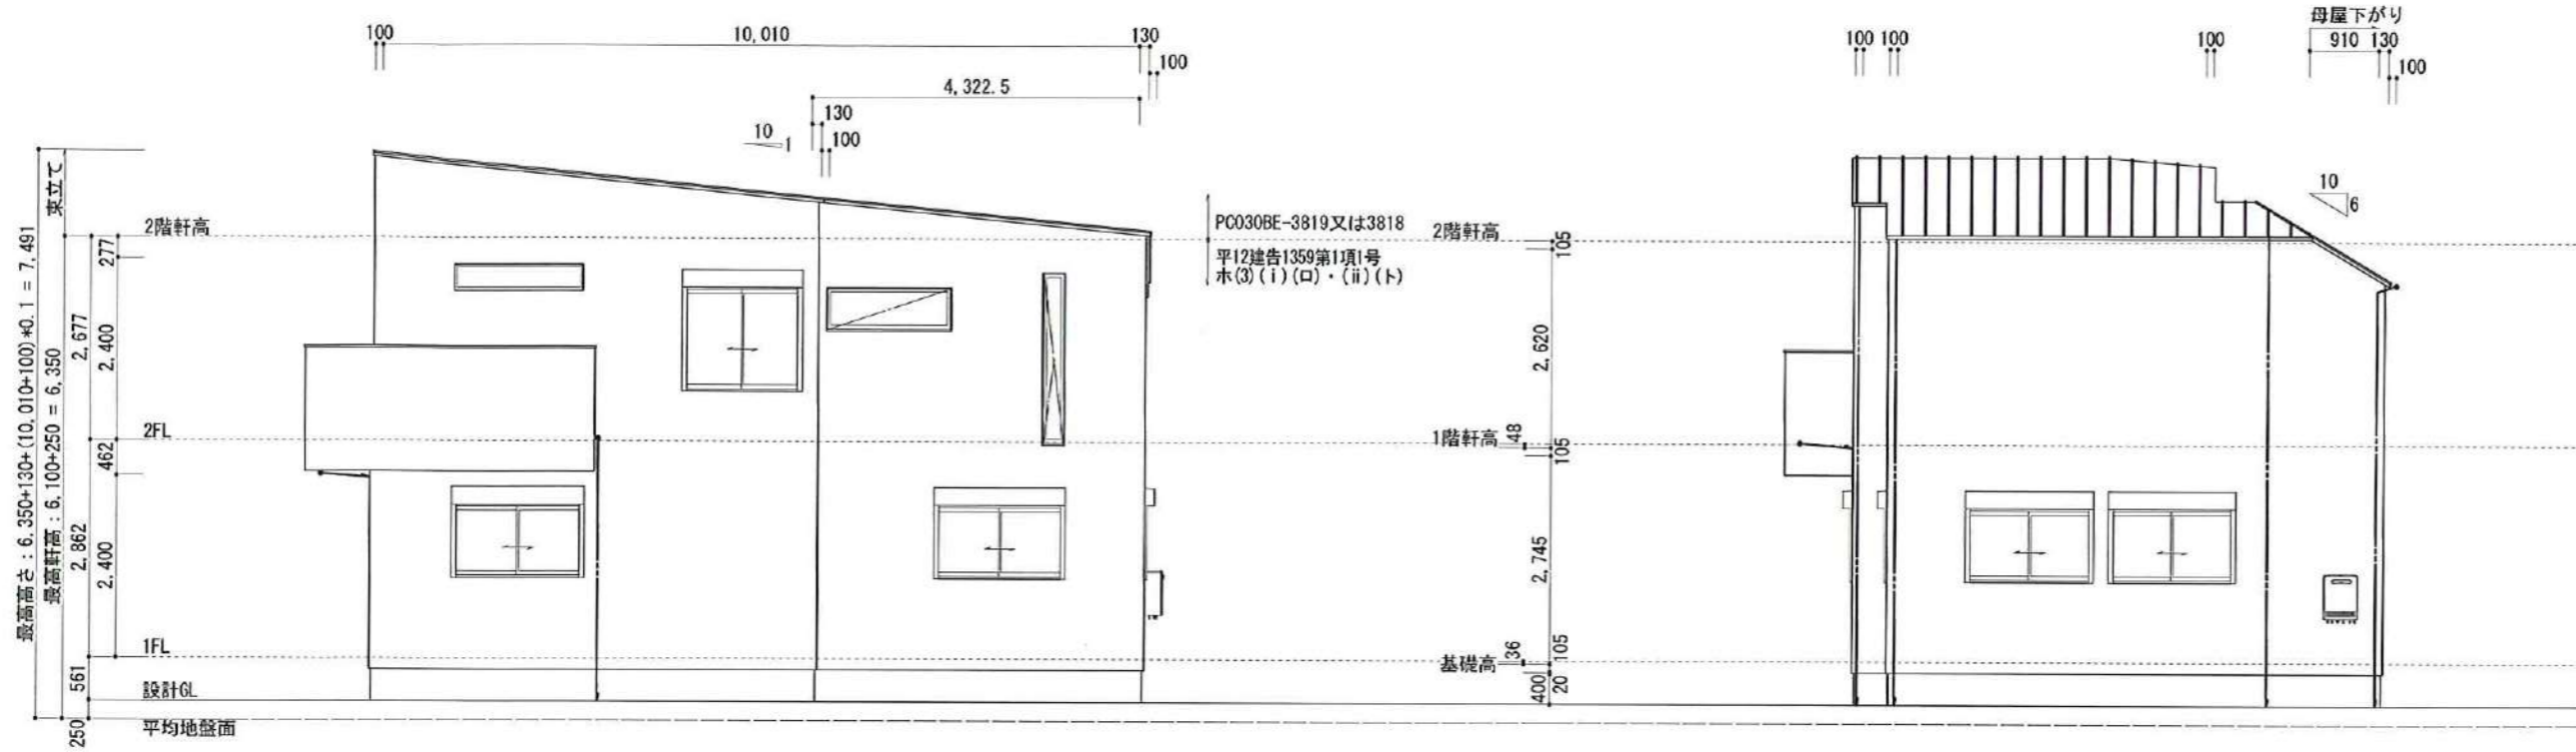 100
10,010
130
100
4,322.5
130
100
10
1
最高高さ：6,350+130+(10,010+100)*0.1 = 7,491
最高軒高：6,100+250 = 6,350
束立て
2階軒高
277
2,677
2,400
2FL
462
2,862
2,400
1FL
561
設計GL
250
平均地盤面
PC030BE-3819又は3818
平12建告1359第1項1号
ホ(3)(ⅰ)(ロ)・(ⅱ)(ト)
母屋下がり
100
100
100
910
130
100
10
6
2階軒高
105
2,620
1階軒高
48
105
2,745
36
105
基礎高
400
20